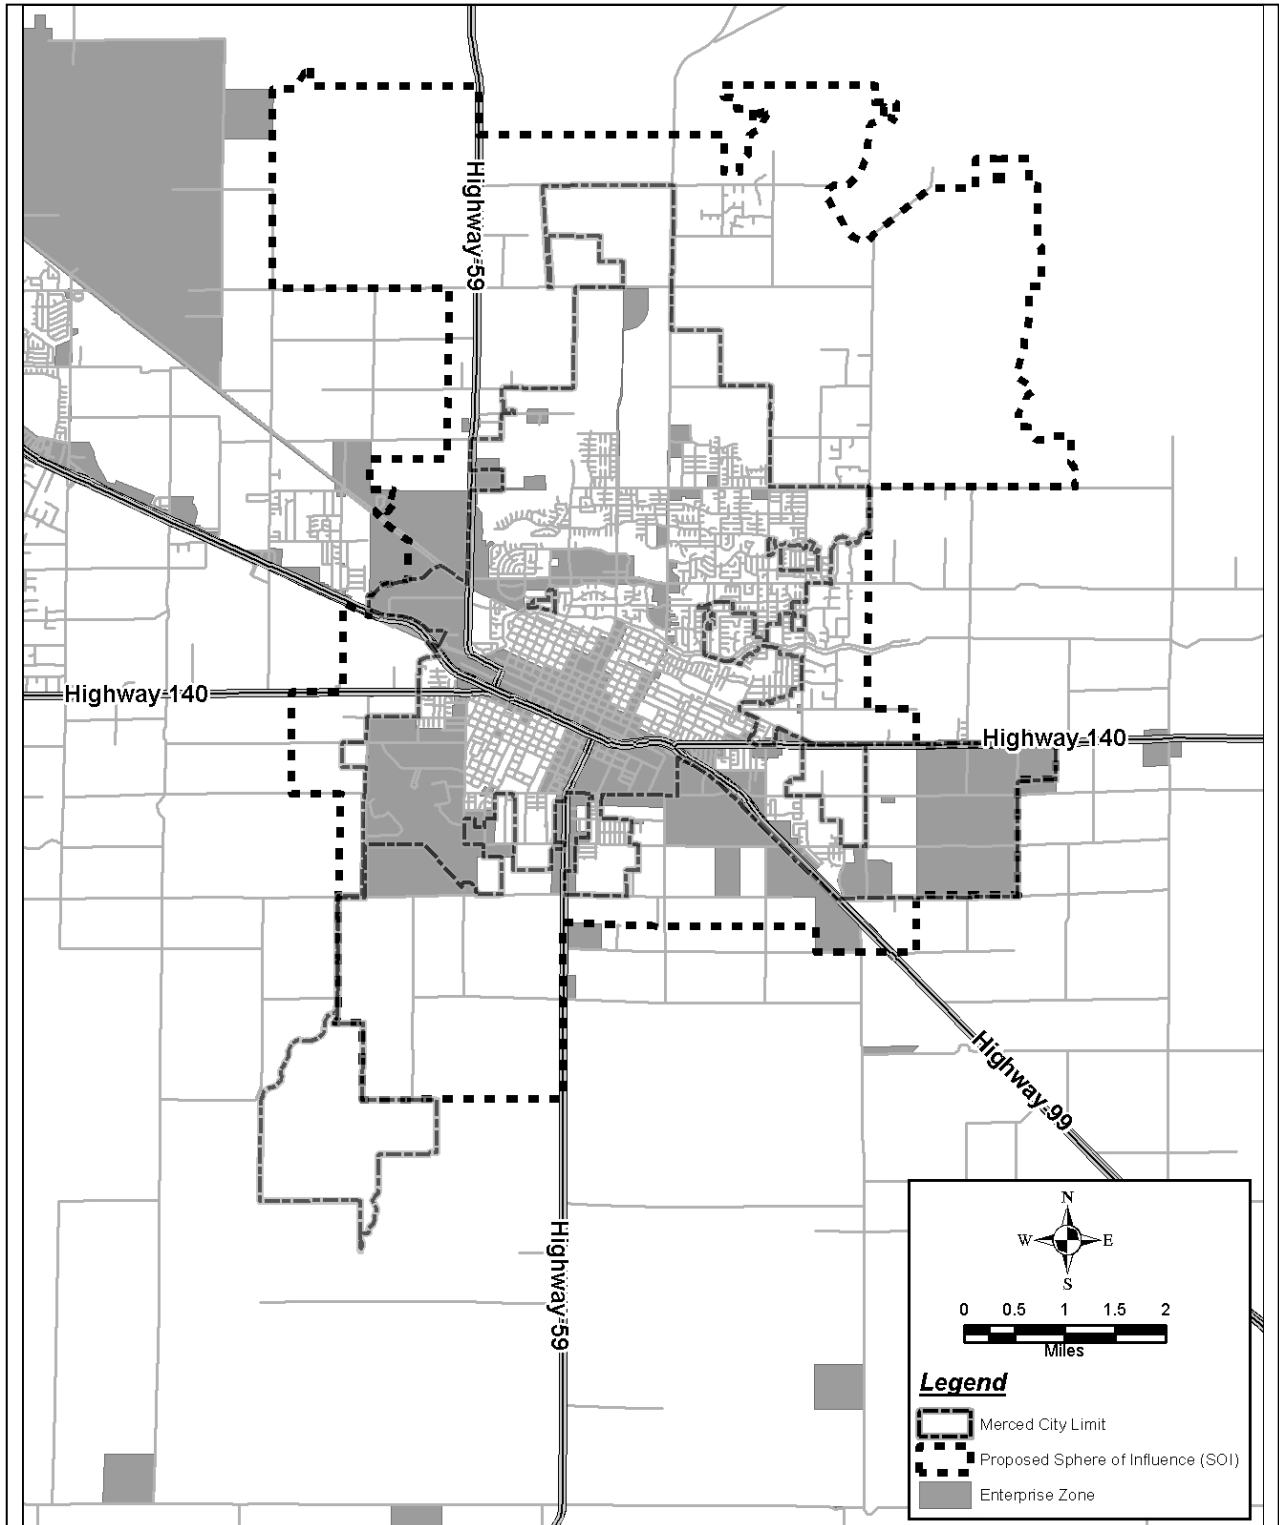 Highway 59
Highway 140
Highway 140
Highway 99
Highway 59
N
W E
S
0 0.5 1 1.5 2
Miles
Legend
Merced City Limit
Proposed Sphere of Influence (SOI)
Enterprise Zone